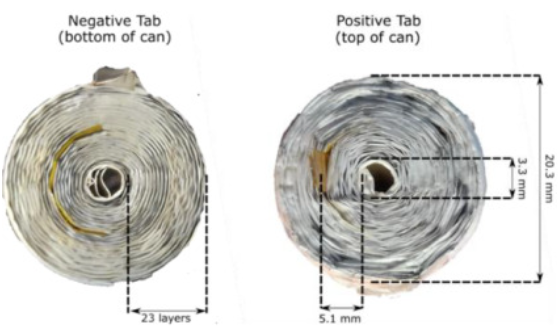 Negative Tab
(bottom of can)
Positive Tab
(top of can)
3.3 mm
20.3 mm
23 layers
5.1 mm